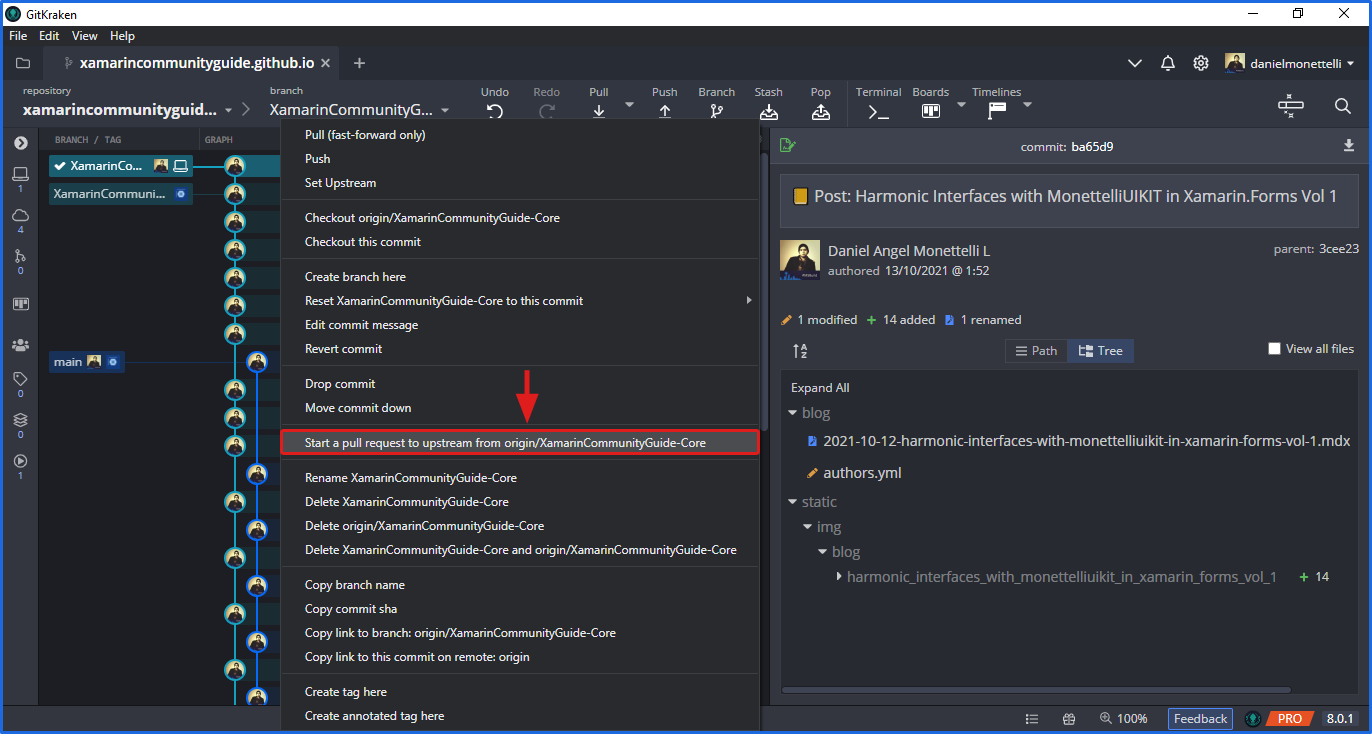 GitKraken
File Edit View Help
xamarincommunityguide.github.io
danielmonettelli
repository
xamarincommunityguid...
branch
XamarinCommunityG...
Undo Redo Pull Push Branch Stash Pop Terminal Boards Timelines
BRANCH / TAG GRAPH
XamarinCo...
XamarinCommuni...
main
1
4
0
0
0
1
Pull (fast-forward only)
Push
Set Upstream
Checkout origin/XamarinCommunityGuide-Core
Checkout this commit
Create branch here
Reset XamarinCommunityGuide-Core to this commit
Edit commit message
Revert commit
Drop commit
Move commit down
Start a pull request to upstream from origin/XamarinCommunityGuide-Core
Rename XamarinCommunityGuide-Core
Delete XamarinCommunityGuide-Core
Delete origin/XamarinCommunityGuide-Core
Delete XamarinCommunityGuide-Core and origin/XamarinCommunityGuide-Core
Copy branch name
Copy commit sha
Copy link to branch: origin/XamarinCommunityGuide-Core
Copy link to this commit on remote: origin
Create tag here
Create annotated tag here
commit: ba65d9
Post: Harmonic Interfaces with MonettelliUIKIT in Xamarin.Forms Vol 1
Daniel Angel Monettelli L
authored 13/10/2021 @ 1:52
parent: 3cee23
1 modified + 14 added 1 renamed
Path Tree View all files
Expand All
blog
2021-10-12-harmonic-interfaces-with-monettelliuikit-in-xamarin-forms-vol-1.mdx
authors.yml
static
img
blog
harmonic_interfaces_with_monettelliuikit_in_xamarin_forms_vol_1 + 14
100% Feedback PRO 8.0.1